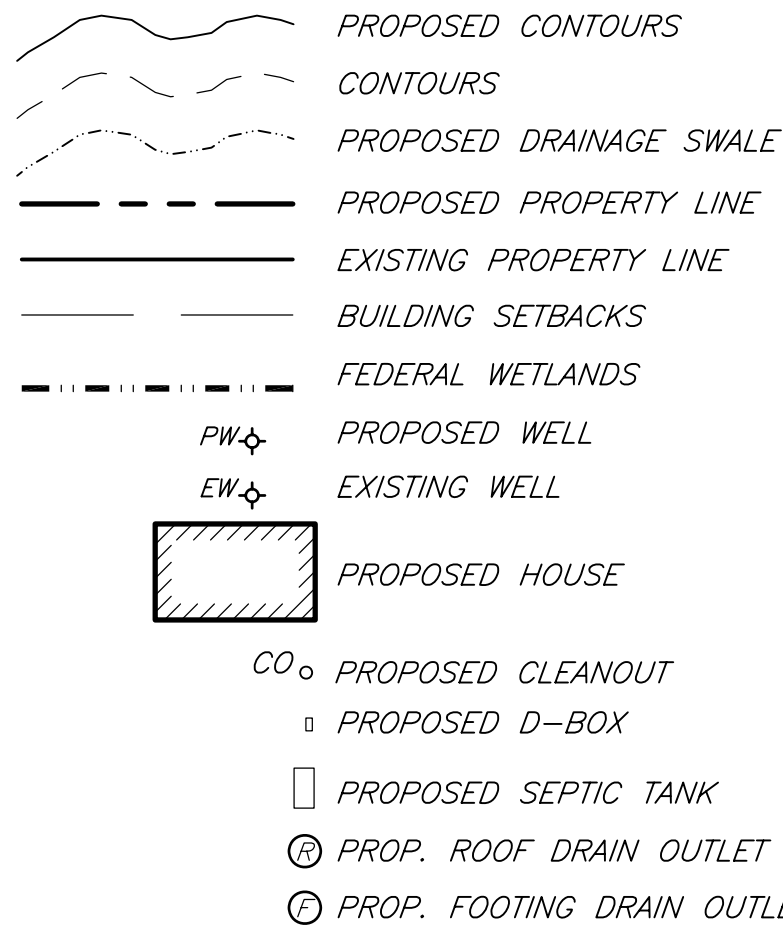 PROPOSED CONTOURS
CONTOURS
PROPOSED DRAINAGE SWALE
PROPOSED PROPERTY LINE
EXISTING PROPERTY LINE
BUILDING SETBACKS
FEDERAL WETLANDS
PW PROPOSED WELL
EW EXISTING WELL
PROPOSED HOUSE
CO PROPOSED CLEANOUT
PROPOSED D-BOX
PROPOSED SEPTIC TANK
R PROP. ROOF DRAIN OUTLET
F PROP. FOOTING DRAIN